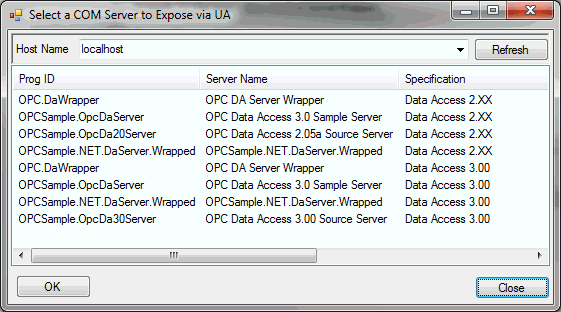 Select a COM Server to Expose via UA
Host Name localhost Refresh
Prog ID Server Name Specification
OPC.DaWrapper OPC DA Server Wrapper Data Access 2.XX
OPCSample.OpcDaServer OPC Data Access 3.0 Sample Server Data Access 2.XX
OPCSample.OpcDa20Server OPC Data Access 2.05a Source Server Data Access 2.XX
OPCSample.NET.DaServer.Wrapped OPCSample.NET.DaServer.Wrapped Data Access 2.XX
OPC.DaWrapper OPC DA Server Wrapper Data Access 3.00
OPCSample.OpcDaServer OPC Data Access 3.0 Sample Server Data Access 3.00
OPCSample.NET.DaServer.Wrapped OPCSample.NET.DaServer.Wrapped Data Access 3.00
OPCSample.OpcDa30Server OPC Data Access 3.00 Source Server Data Access 3.00
OK Close